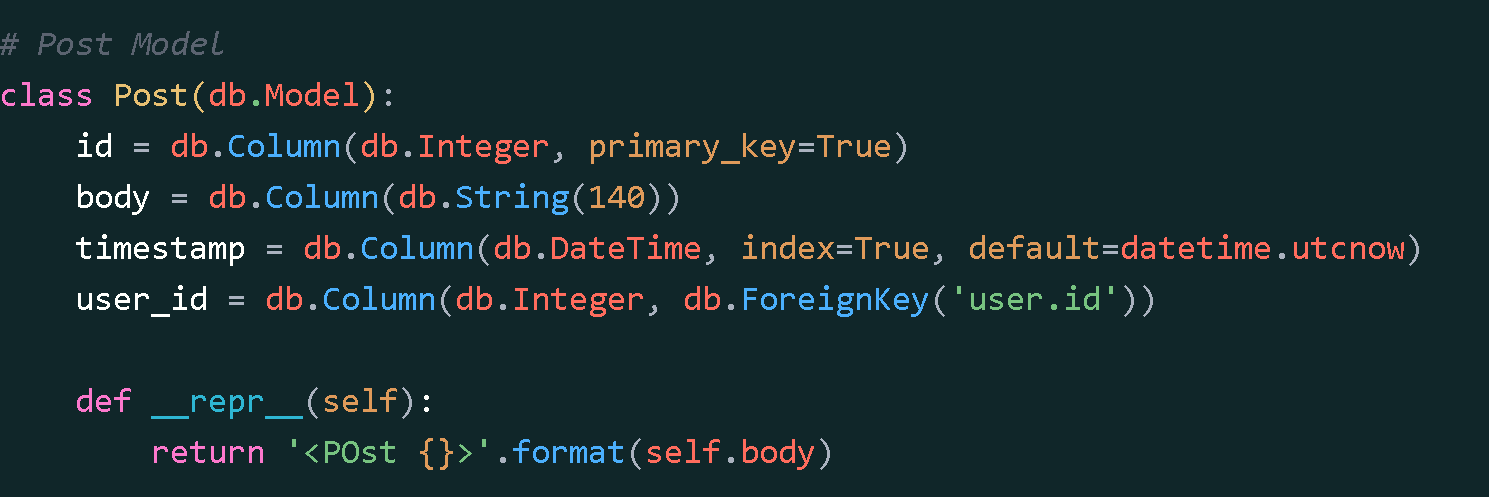 # Post Model
class Post(db.Model):
    id = db.Column(db.Integer, primary_key=True)
    body = db.Column(db.String(140))
    timestamp = db.Column(db.DateTime, index=True, default=datetime.utcnow)
    user_id = db.Column(db.Integer, db.ForeignKey('user.id'))

    def __repr__(self):
        return '<POst {}>'.format(self.body)